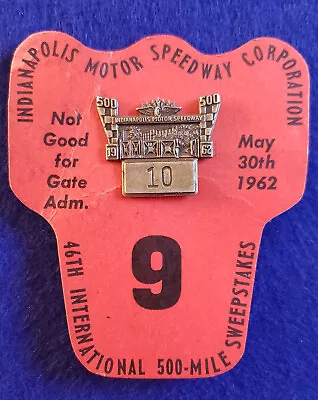 INDIANAPOLIS MOTOR SPEEDWAY CORPORATION
500 500
INDIANAPOLIS MOTOR SPEEDWAY
19 62
10
Not
Good
for
Gate
Adm.
May
30th
1962
9
46TH INTERNATIONAL 500-MILE SWEEPSTAKES